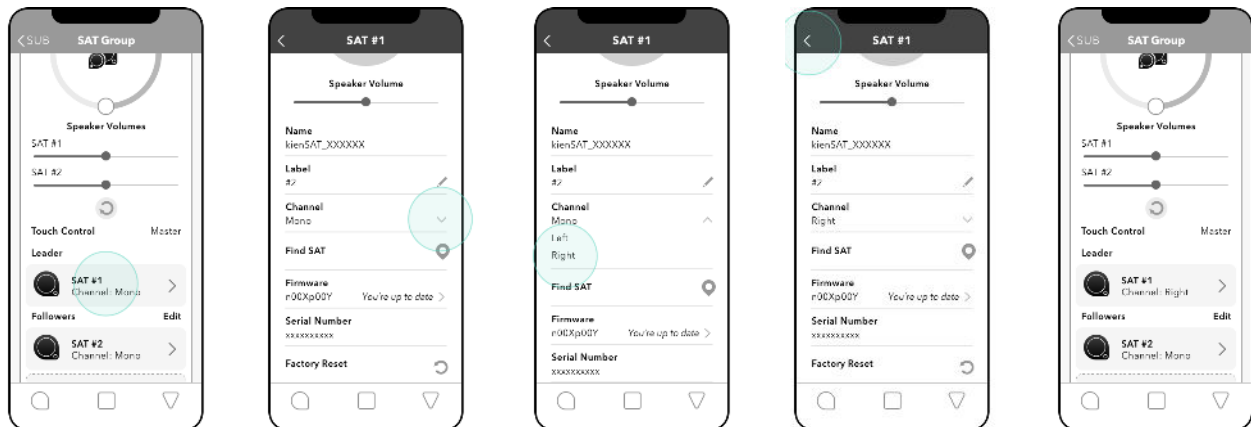 SUB SAT Group
Speaker Volumes
SAT #1
SAT #2
Touch Control Master
Leader
SAT #1
Channel: Mono
Followers Edit
SAT #2
Channel: Mono
SAT #1
Speaker Volume
Name
kienSAT_XXXXXX
Label
#2
Channel
Mono
Find SAT
Firmware
n00Xp00Y You're up to date
Serial Number
xxxxxxxxxx
Factory Reset
SAT #1
Speaker Volume
Name
kienSAT_XXXXXX
Label
#2
Channel
Mono
Left
Right
Find SAT
Firmware
n00Xp00Y You're up to date
Serial Number
xxxxxxxxxx
SAT #1
Speaker Volume
Name
kienSAT_XXXXXX
Label
#2
Channel
Right
Find SAT
Firmware
n00Xp00Y You're up to date
Serial Number
xxxxxxxxxx
Factory Reset
SUB SAT Group
Speaker Volumes
SAT #1
SAT #2
Touch Control Master
Leader
SAT #1
Channel: Right
Followers Edit
SAT #2
Channel: Mono